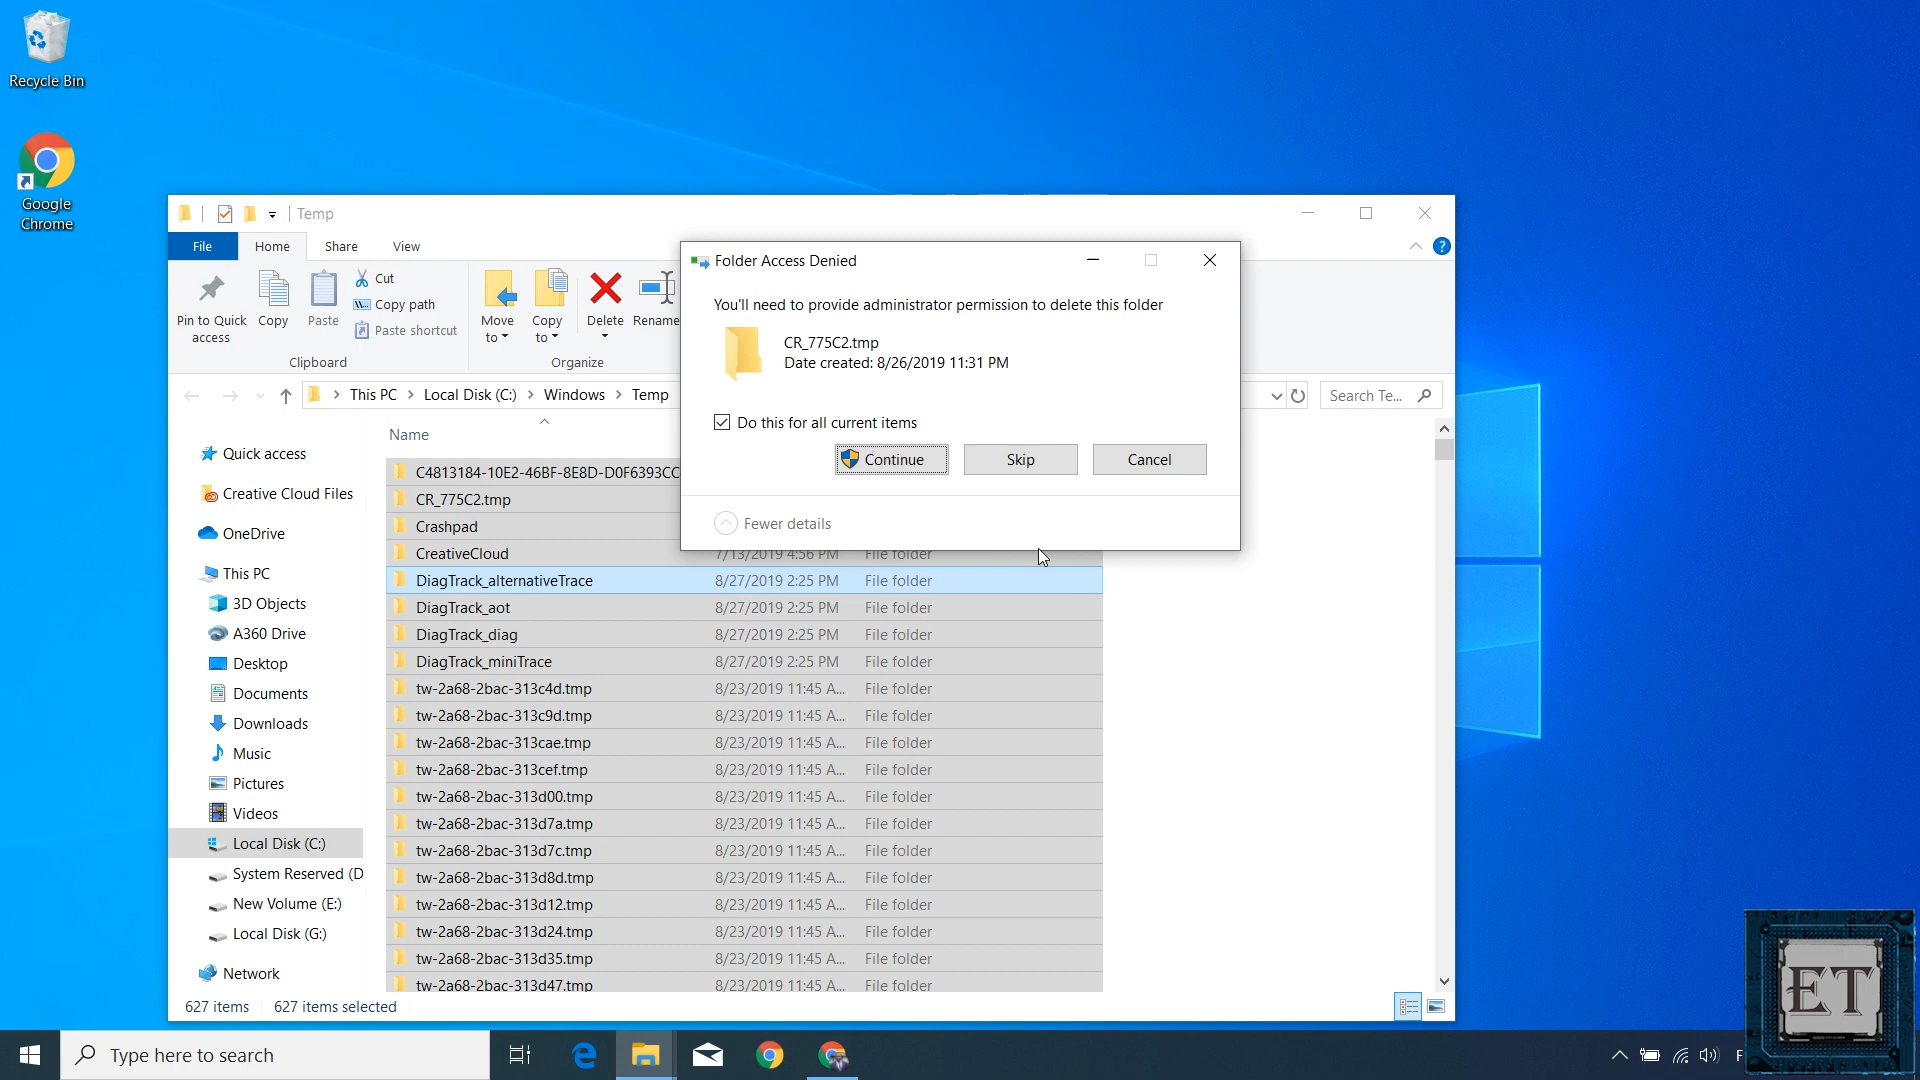 Recycle Bin
Google
Chrome
Temp
File
Home
Share
View
Pin to Quick
access
Copy
Paste
Cut
Copy path
Paste shortcut
Move
to
Copy
to
Delete
Rename
Clipboard
Organize
This PC
Local Disk (C:)
Windows
Temp
Search Te...
Folder Access Denied
You'll need to provide administrator permission to delete this folder
CR_775C2.tmp
Date created: 8/26/2019 11:31 PM
Do this for all current items
Continue
Skip
Cancel
Fewer details
Quick access
Creative Cloud Files
OneDrive
This PC
3D Objects
A360 Drive
Desktop
Documents
Downloads
Music
Pictures
Videos
Local Disk (C:)
System Reserved (D
New Volume (E:)
Local Disk (G:)
Network
Name
C4813184-10E2-46BF-8E8D-D0F6393CC
CR_775C2.tmp
Crashpad
CreativeCloud 7/13/2019 4:56 PM File folder
DiagTrack_alternativeTrace 8/27/2019 2:25 PM File folder
DiagTrack_aot 8/27/2019 2:25 PM File folder
DiagTrack_diag 8/27/2019 2:25 PM File folder
DiagTrack_miniTrace 8/27/2019 2:25 PM File folder
tw-2a68-2bac-313c4d.tmp 8/23/2019 11:45 A... File folder
tw-2a68-2bac-313c9d.tmp 8/23/2019 11:45 A... File folder
tw-2a68-2bac-313cae.tmp 8/23/2019 11:45 A... File folder
tw-2a68-2bac-313cef.tmp 8/23/2019 11:45 A... File folder
tw-2a68-2bac-313d00.tmp 8/23/2019 11:45 A... File folder
tw-2a68-2bac-313d7a.tmp 8/23/2019 11:45 A... File folder
tw-2a68-2bac-313d7c.tmp 8/23/2019 11:45 A... File folder
tw-2a68-2bac-313d8d.tmp 8/23/2019 11:45 A... File folder
tw-2a68-2bac-313d12.tmp 8/23/2019 11:45 A... File folder
tw-2a68-2bac-313d24.tmp 8/23/2019 11:45 A... File folder
tw-2a68-2bac-313d35.tmp 8/23/2019 11:45 A... File folder
tw-2a68-2bac-313d47.tmp 8/23/2019 11:45 A... File folder
627 items 627 items selected
Type here to search
F
ET